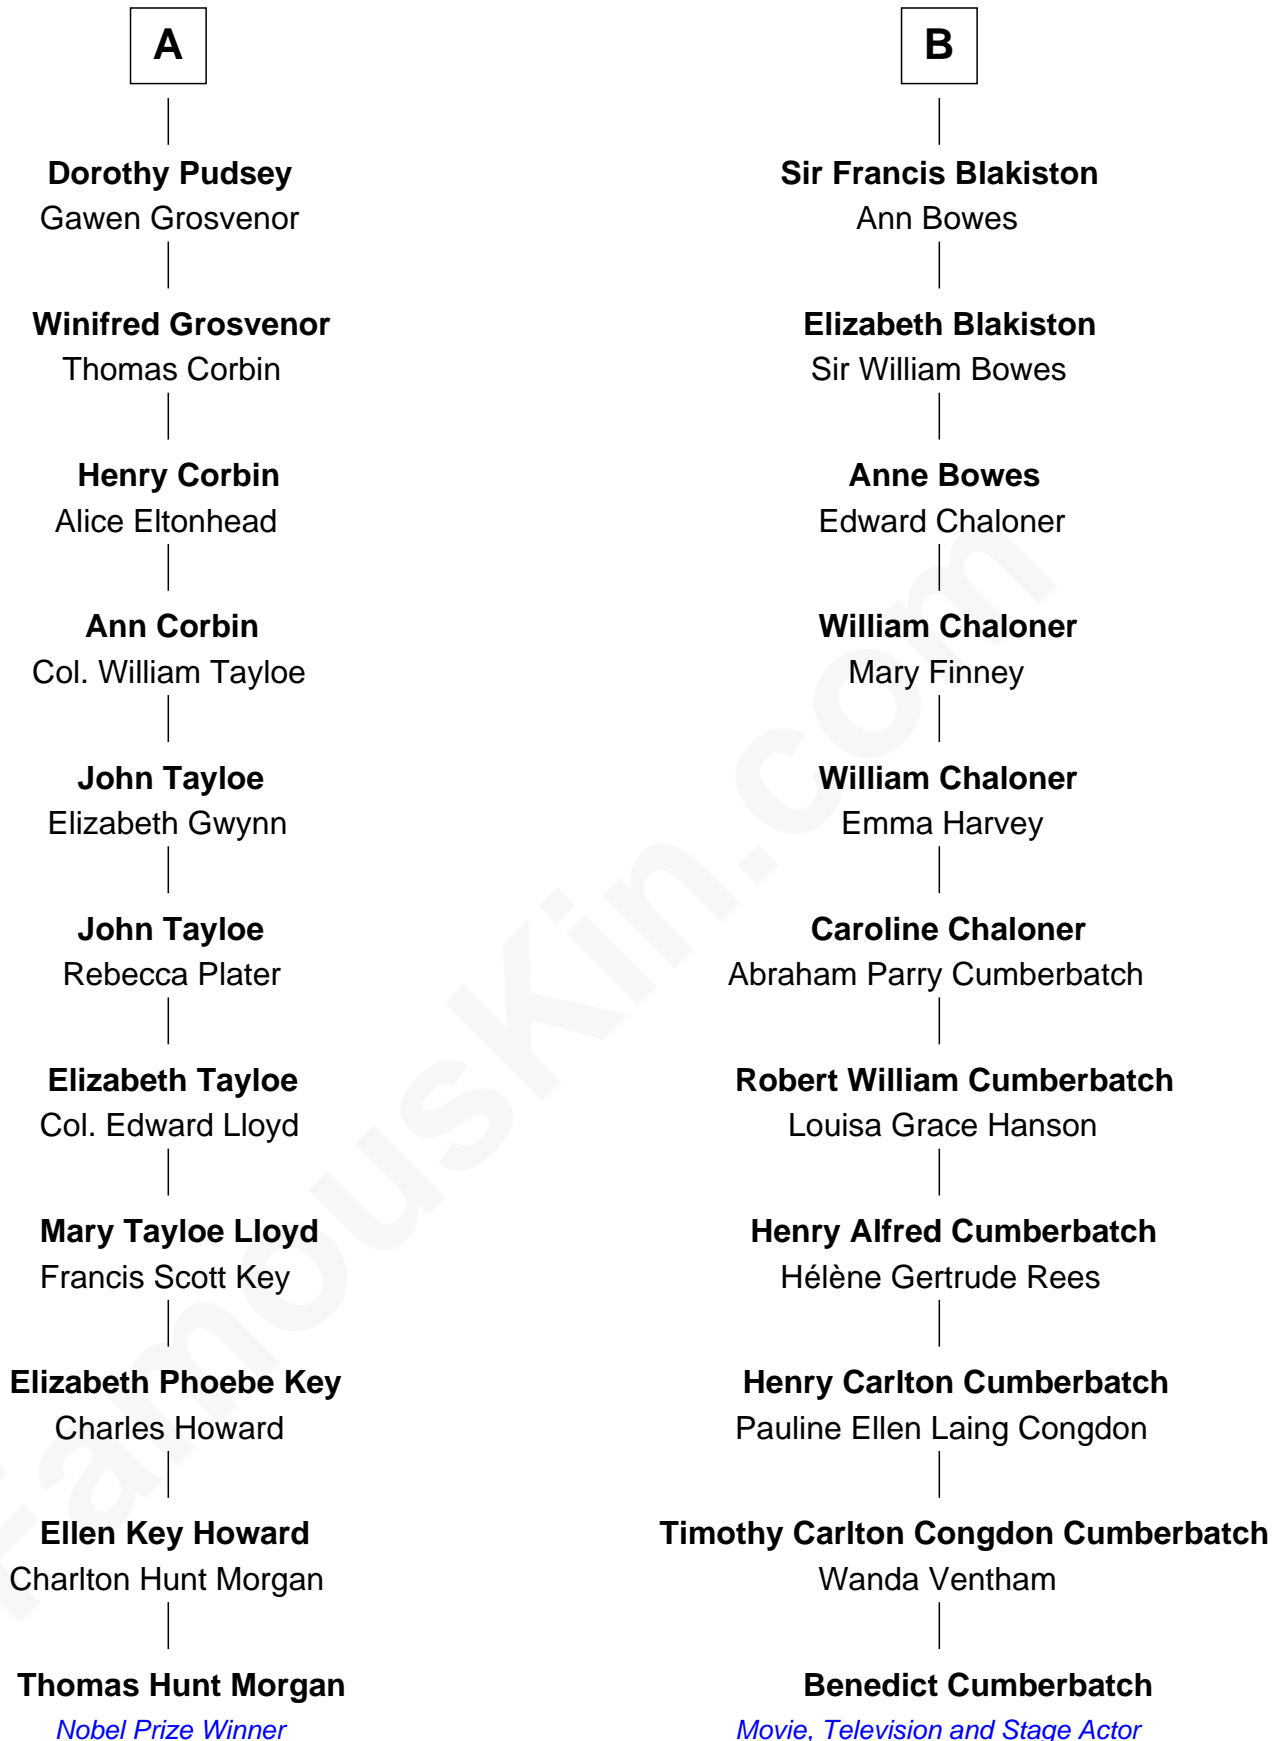 A
Dorothy Pudsey
Gawen Grosvenor
Winifred Grosvenor
Thomas Corbin
Henry Corbin
Alice Eltonhead
Ann Corbin
Col. William Tayloe
John Tayloe
Elizabeth Gwynn
John Tayloe
Rebecca Plater
Elizabeth Tayloe
Col. Edward Lloyd
Mary Tayloe Lloyd
Francis Scott Key
Elizabeth Phoebe Key
Charles Howard
Ellen Key Howard
Charlton Hunt Morgan
Thomas Hunt Morgan
Nobel Prize Winner
B
Sir Francis Blakiston
Ann Bowes
Elizabeth Blakiston
Sir William Bowes
Anne Bowes
Edward Chaloner
William Chaloner
Mary Finney
William Chaloner
Emma Harvey
Caroline Chaloner
Abraham Parry Cumberbatch
Robert William Cumberbatch
Louisa Grace Hanson
Henry Alfred Cumberbatch
Hélène Gertrude Rees
Henry Carlton Cumberbatch
Pauline Ellen Laing Congdon
Timothy Carlton Congdon Cumberbatch
Wanda Ventham
Benedict Cumberbatch
Movie, Television and Stage Actor
FamousKin.com